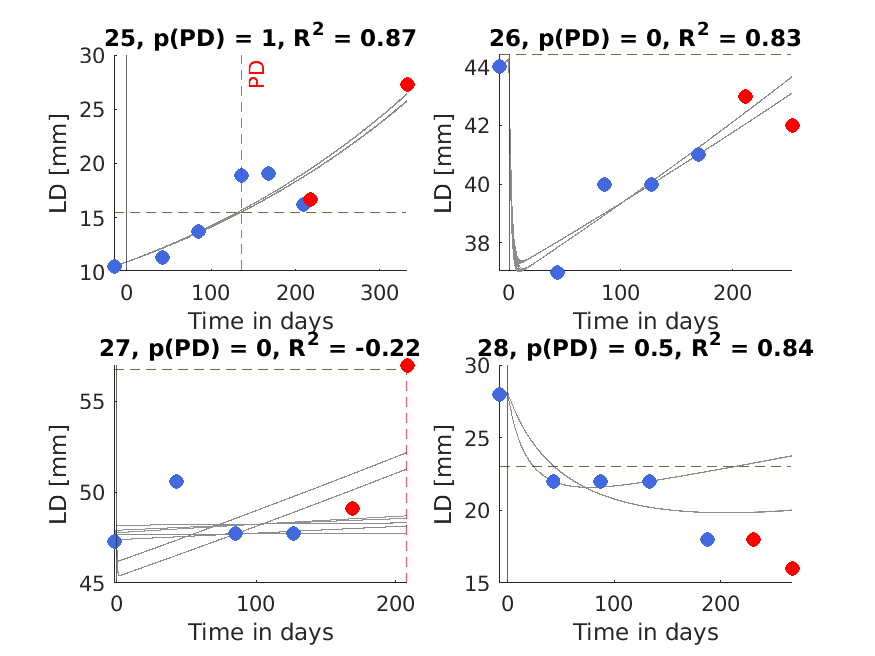 25, p(PD) = 1, R² = 0.87
30
25
20
15
10
LD [mm]
PD
0 100 200 300
Time in days
26, p(PD) = 0, R² = 0.83
44
42
40
38
LD [mm]
0 100 200
Time in days
27, p(PD) = 0, R² = -0.22
55
50
45
LD [mm]
0 100 200
Time in days
28, p(PD) = 0.5, R² = 0.84
30
25
20
15
LD [mm]
0 100 200
Time in days